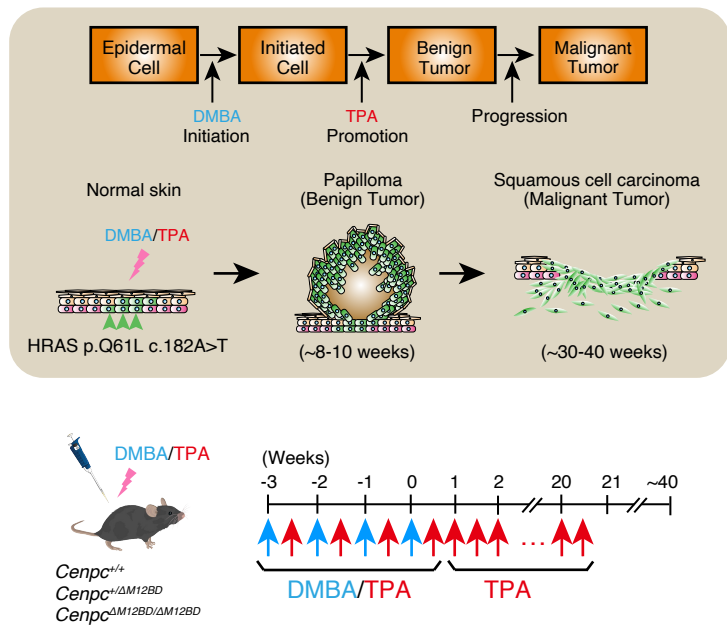 Epidermal
Cell
Initiated
Cell
Benign
Tumor
Malignant
Tumor
DMBA
Initiation
TPA
Promotion
Progression
Normal skin
Papilloma
(Benign Tumor)
Squamous cell carcinoma
(Malignant Tumor)
DMBA/TPA
HRAS p.Q61L c.182A>T
(~8-10 weeks)
(~30-40 weeks)
DMBA/TPA
(Weeks)
-3 -2 -1 0 1 2 20 21 ~40
...
DMBA/TPA
TPA
Cenpc+/+
Cenpc+/ΔM12BD
CenpcΔM12BD/ΔM12BD